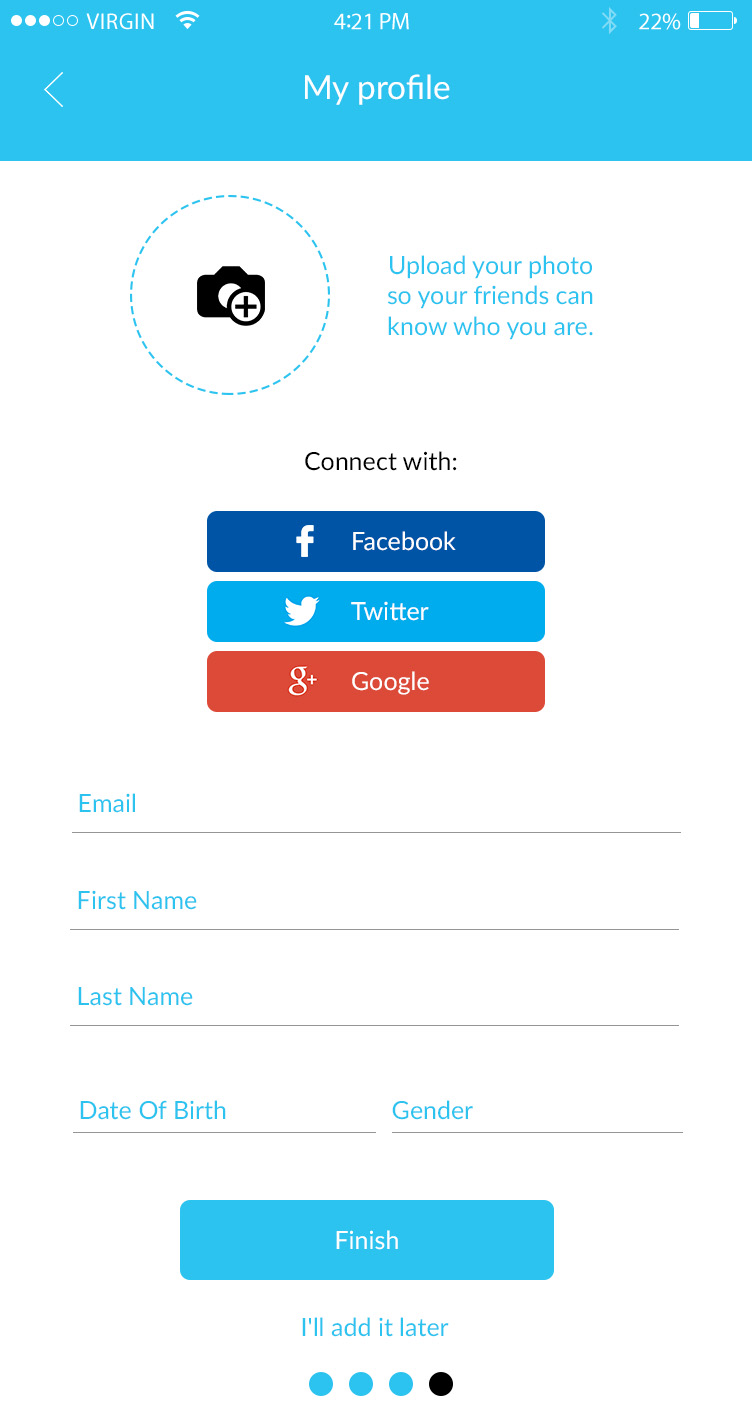 VIRGIN 4:21 PM 22%
My profile
Upload your photo
so your friends can
know who you are.
Connect with:
Facebook
Twitter
Google
Email
First Name
Last Name
Date Of Birth Gender
Finish
I'll add it later